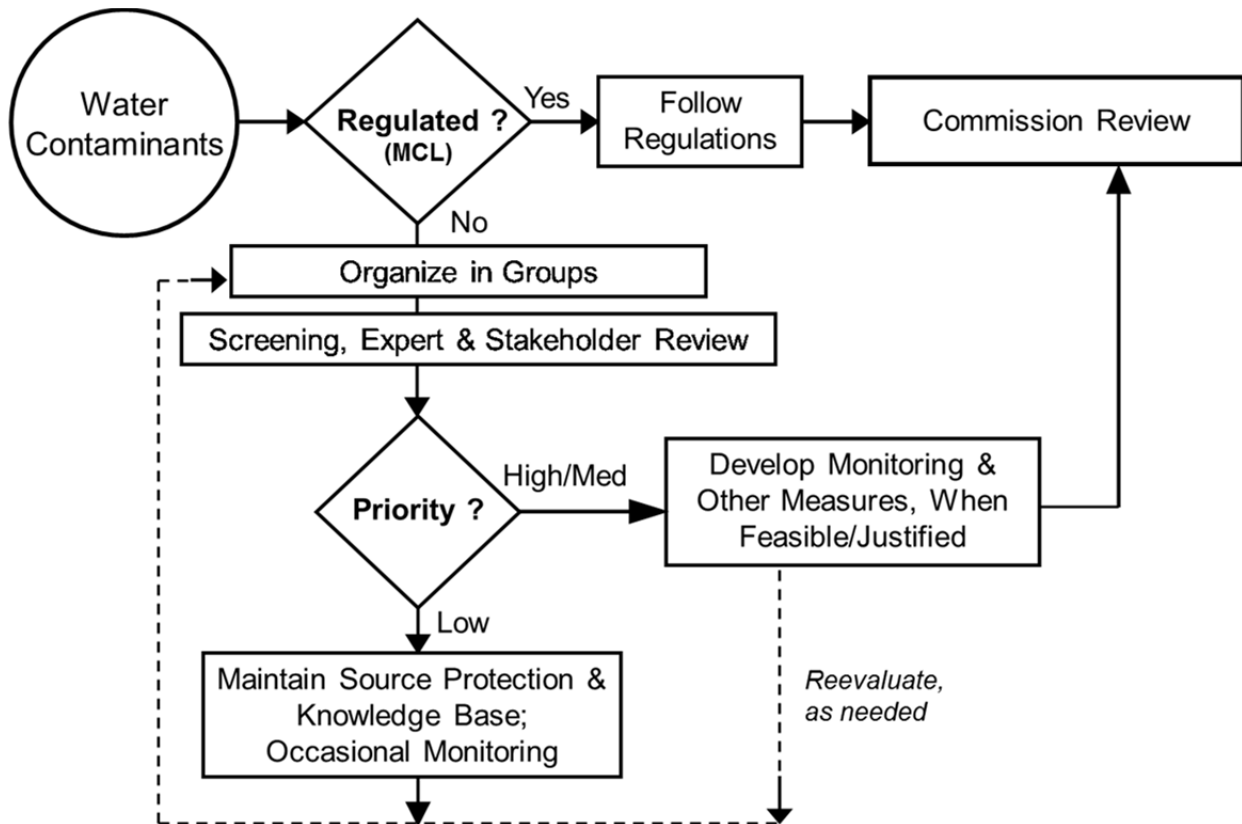 Water
Contaminants
Regulated ?
(MCL)
Yes
Follow
Regulations
Commission Review
No
Organize in Groups
Screening, Expert & Stakeholder Review
Priority ?
High/Med
Develop Monitoring &
Other Measures, When
Feasible/Justified
Low
Maintain Source Protection &
Knowledge Base;
Occasional Monitoring
Reevaluate,
as needed